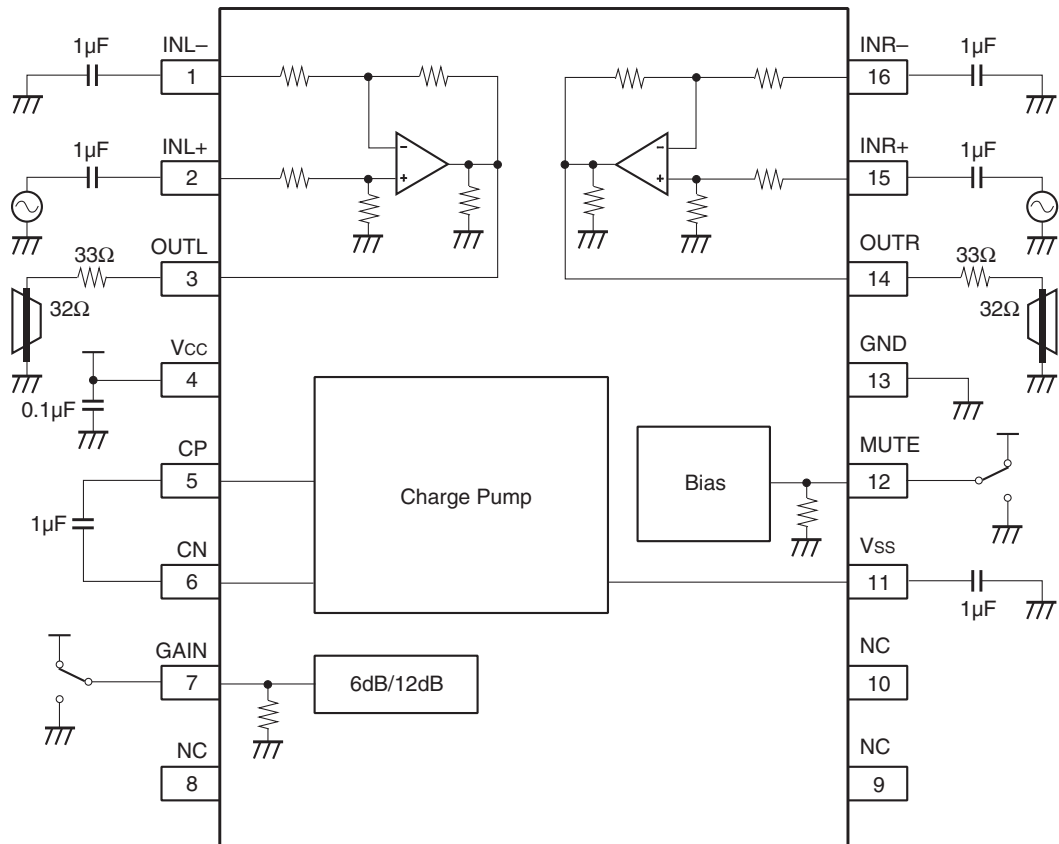 INL–
1µF
1
INL+
1µF
2
OUTL
33Ω
3
32Ω
VCC
4
0.1µF
CP
5
1µF
CN
6
GAIN
7
NC
8
–
+
–
+
Charge Pump
Bias
6dB/12dB
INR–
1µF
16
INR+
1µF
15
OUTR
33Ω
14
32Ω
GND
13
MUTE
12
VSS
11
1µF
NC
10
NC
9